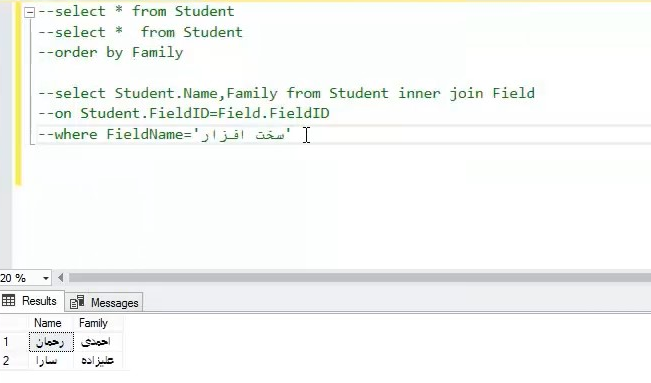 --select * from Student
--select *  from Student
--order by Family
--select Student.Name,Family from Student inner join Field
--on Student.FieldID=Field.FieldID
--where FieldName='سخت افزار'
20 %
Results Messages
Name Family
1 رحمان احمدی
2 سارا علیزاده